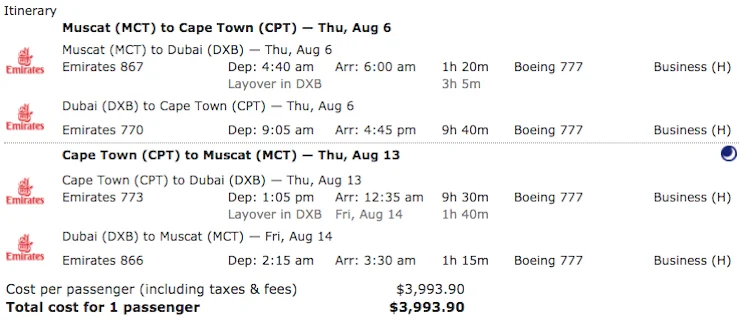 Itinerary
Muscat (MCT) to Cape Town (CPT) — Thu, Aug 6
Muscat (MCT) to Dubai (DXB) — Thu, Aug 6
Emirates Emirates 867 Dep: 4:40 am Arr: 6:00 am 1h 20m Boeing 777 Business (H)
Layover in DXB 3h 5m
Dubai (DXB) to Cape Town (CPT) — Thu, Aug 6
Emirates Emirates 770 Dep: 9:05 am Arr: 4:45 pm 9h 40m Boeing 777 Business (H)
Cape Town (CPT) to Muscat (MCT) — Thu, Aug 13
Cape Town (CPT) to Dubai (DXB) — Thu, Aug 13
Emirates Emirates 773 Dep: 1:05 pm Arr: 12:35 am 9h 30m Boeing 777 Business (H)
Layover in DXB Fri, Aug 14 1h 40m
Dubai (DXB) to Muscat (MCT) — Fri, Aug 14
Emirates Emirates 866 Dep: 2:15 am Arr: 3:30 am 1h 15m Boeing 777 Business (H)
Cost per passenger (including taxes & fees) $3,993.90
Total cost for 1 passenger $3,993.90